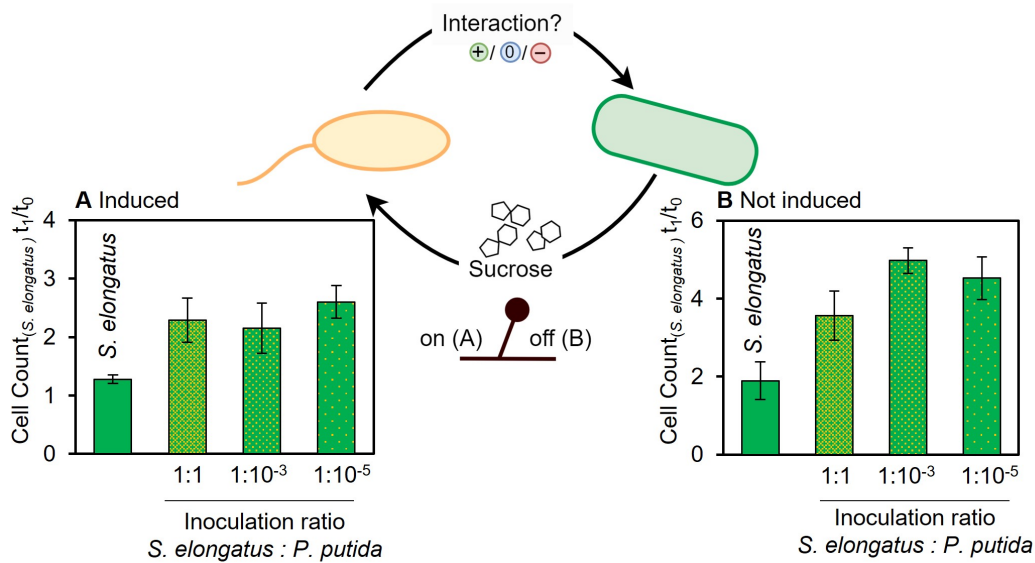 Interaction?
+ / 0 / −
Sucrose
on (A) off (B)
A Induced
Cell Count(S. elongatus) t1/t0
4
3
2
1
0
S. elongatus
1:1 1:10-3 1:10-5
Inoculation ratio
S. elongatus : P. putida
B Not induced
Cell Count(S. elongatus) t1/t0
6
4
2
0
S. elongatus
1:1 1:10-3 1:10-5
Inoculation ratio
S. elongatus : P. putida